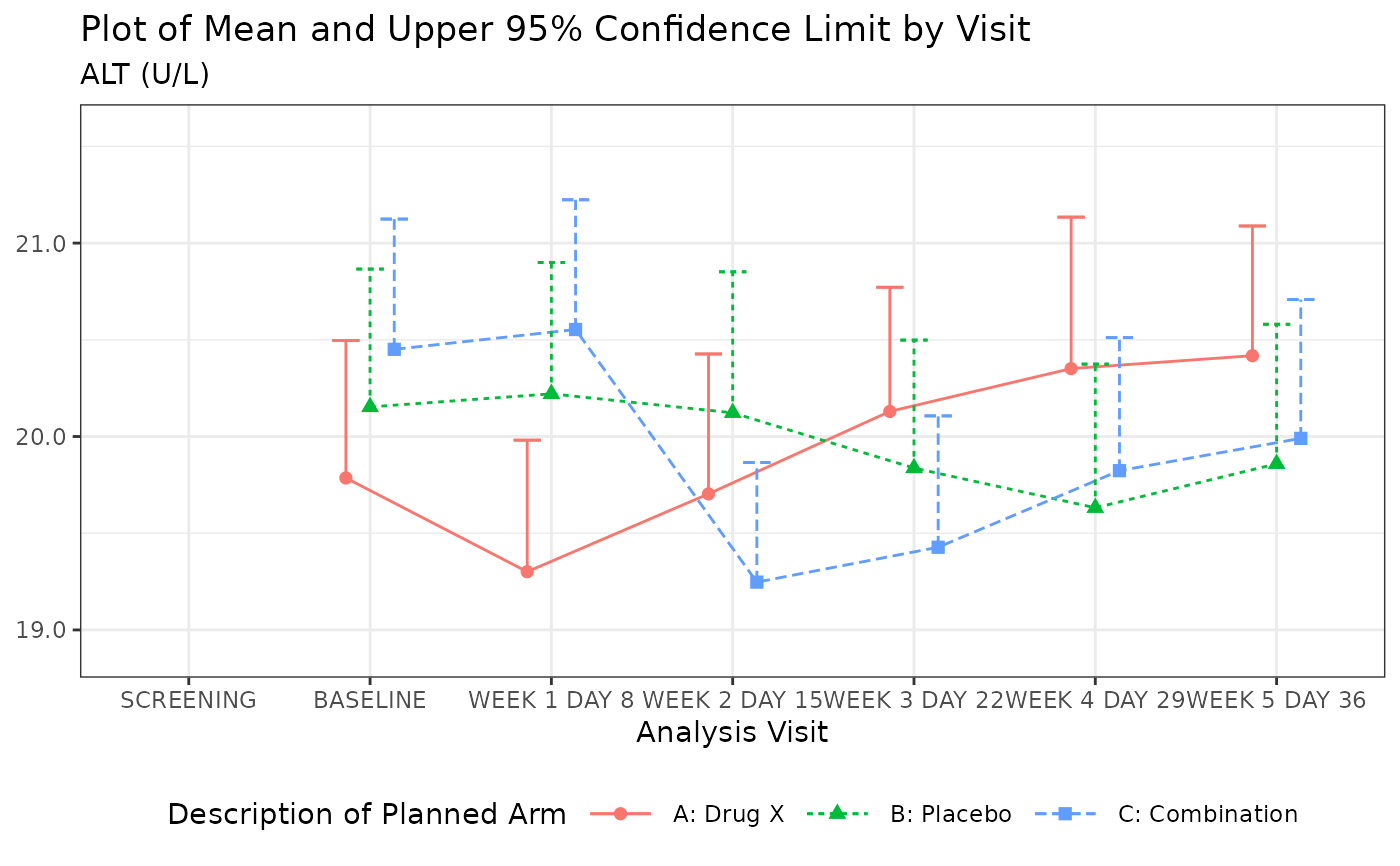 Plot of Mean and Upper 95% Confidence Limit by Visit
ALT (U/L)
21.0
20.0
19.0
SCREENING BASELINE WEEK 1 DAY 8 WEEK 2 DAY 15 WEEK 3 DAY 22 WEEK 4 DAY 29 WEEK 5 DAY 36
Analysis Visit
Description of Planned Arm A: Drug X B: Placebo C: Combination